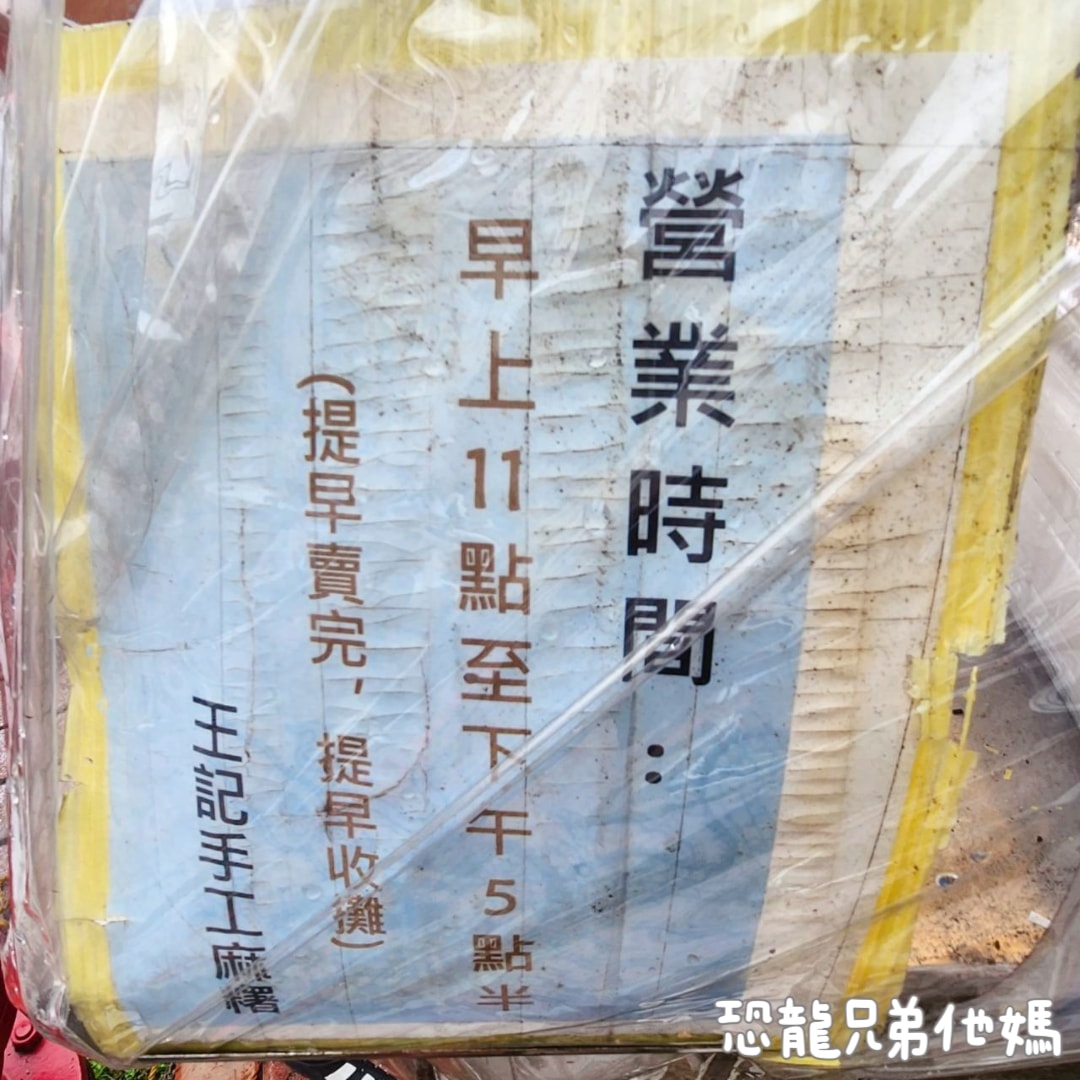 營業時間:
早上11點至下午5點半
(提早賣完,提早收攤)
王記手工麻糬
恐龍兄弟他媽